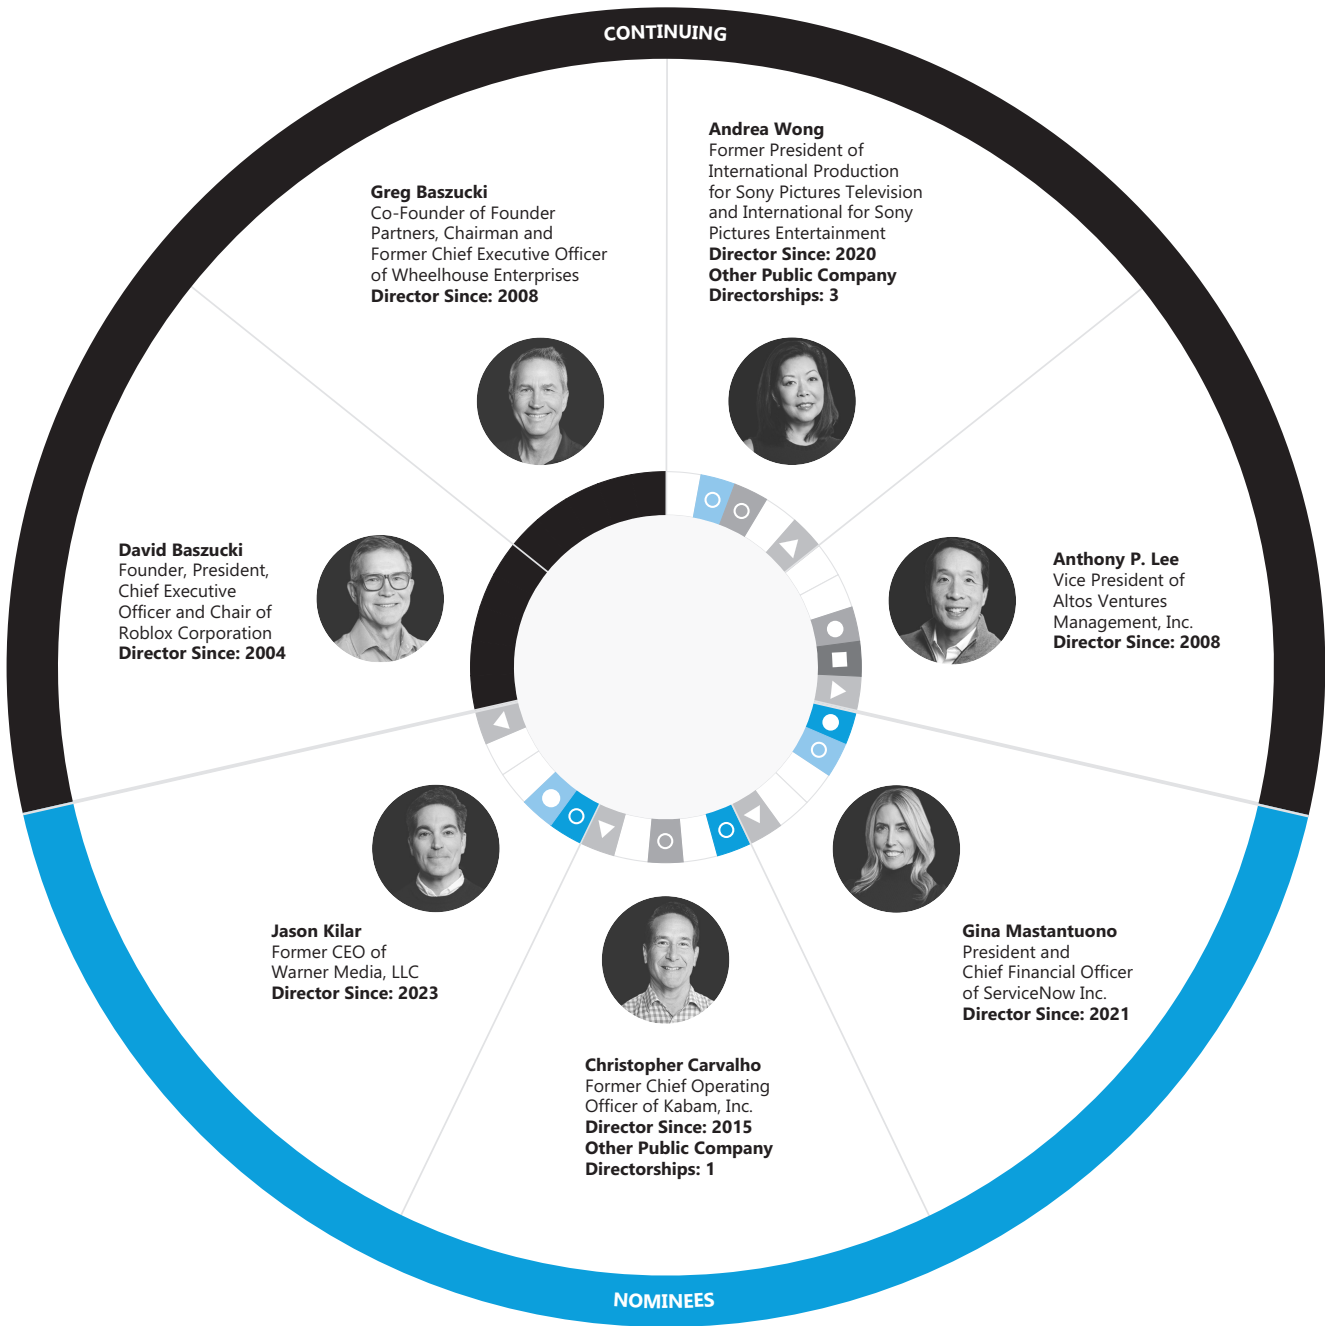 CONTINUING
Andrea Wong
Former President of
International Production
for Sony Pictures Television
and International for Sony
Pictures Entertainment
Director Since: 2020
Other Public Company
Directorships: 3
Greg Baszucki
Co-Founder of Founder
Partners, Chairman and
Former Chief Executive Officer
of Wheelhouse Enterprises
Director Since: 2008
David Baszucki
Founder, President,
Chief Executive
Officer and Chair of
Roblox Corporation
Director Since: 2004
Anthony P. Lee
Vice President of
Altos Ventures
Management, Inc.
Director Since: 2008
Jason Kilar
Former CEO of
Warner Media, LLC
Director Since: 2023
Gina Mastantuono
President and
Chief Financial Officer
of ServiceNow Inc.
Director Since: 2021
Christopher Carvalho
Former Chief Operating
Officer of Kabam, Inc.
Director Since: 2015
Other Public Company
Directorships: 1
NOMINEES